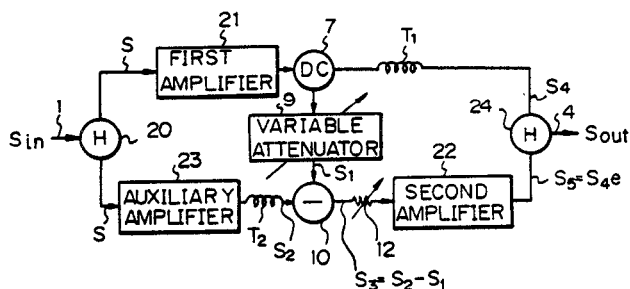 21
7
T1
S
FIRST
AMPLIFIER
DC
9
S4
24
1
4
Sin
H
20
VARIABLE
ATTENUATOR
H
Sout
23
S1
22
AUXILIARY
AMPLIFIER
−
SECOND
AMPLIFIER
S5=S4e
S
T2
S2
10
12
S3=S2−S1